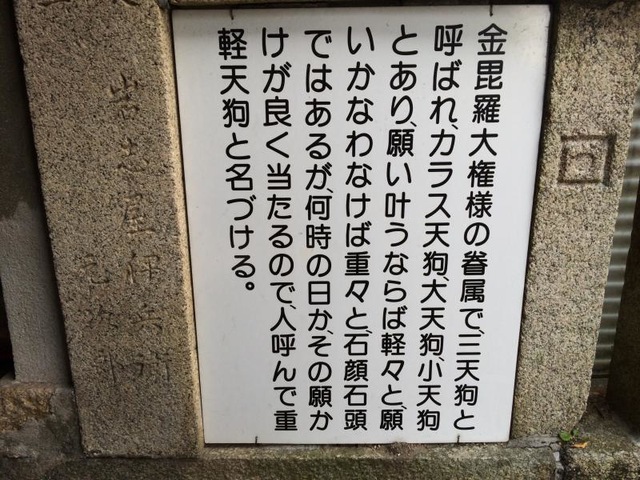 金毘羅大権様の眷属で、三天狗と
呼ばれ、カラス天狗、大天狗、小天狗
とあり、願い叶うならば軽々と、願
いかなわなけば重々と、石顔石頭
ではあるが、何時の日か、その願か
けが良く当たるので、人呼んで重
軽天狗と名づける。